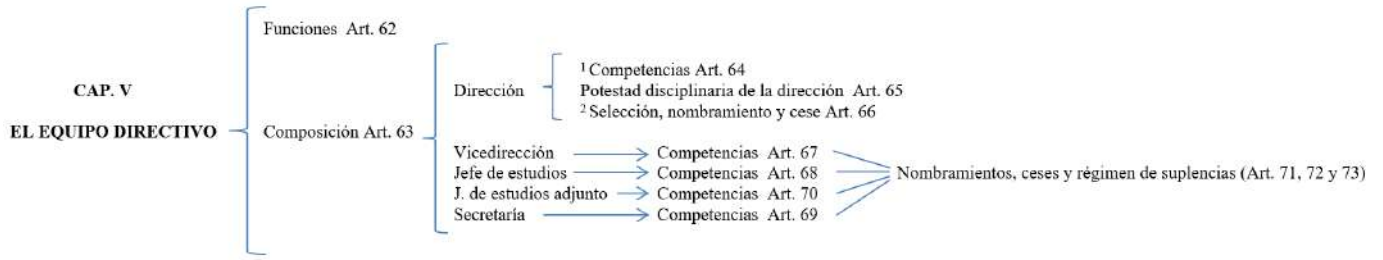 CAP. V
EL EQUIPO DIRECTIVO
Funciones Art. 62
Composición Art. 63
Dirección
¹ Competencias Art. 64
Potestad disciplinaria de la dirección Art. 65
² Selección, nombramiento y cese Art. 66
Vicedirección Competencias Art. 67
Jefe de estudios Competencias Art. 68
J. de estudios adjunto Competencias Art. 70
Secretaría Competencias Art. 69
Nombramientos, ceses y régimen de suplencias (Art. 71, 72 y 73)